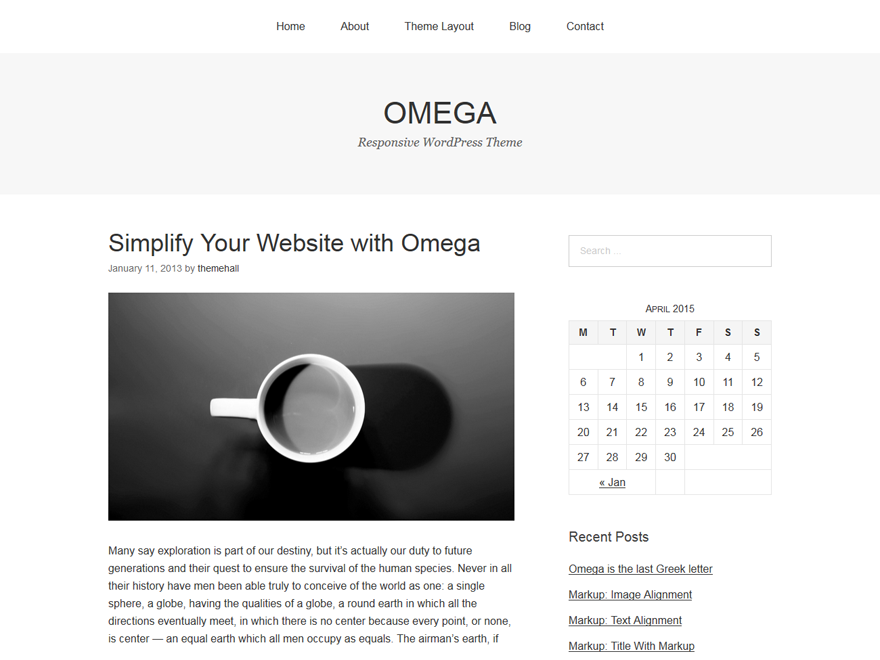 Home About Theme Layout Blog Contact
OMEGA
Responsive WordPress Theme
Simplify Your Website with Omega
January 11, 2013 by themehall
Many say exploration is part of our destiny, but it’s actually our duty to future
generations and their quest to ensure the survival of the human species. Never in all
their history have men been able truly to conceive of the world as one: a single
sphere, a globe, having the qualities of a globe, a round earth in which all the
directions eventually meet, in which there is no center because every point, or none,
is center — an equal earth which all men occupy as equals. The airman’s earth, if
Search ...
April 2015
M T W T F S S
1 2 3 4 5
6 7 8 9 10 11 12
13 14 15 16 17 18 19
20 21 22 23 24 25 26
27 28 29 30
« Jan
Recent Posts
Omega is the last Greek letter
Markup: Image Alignment
Markup: Text Alignment
Markup: Title With Markup